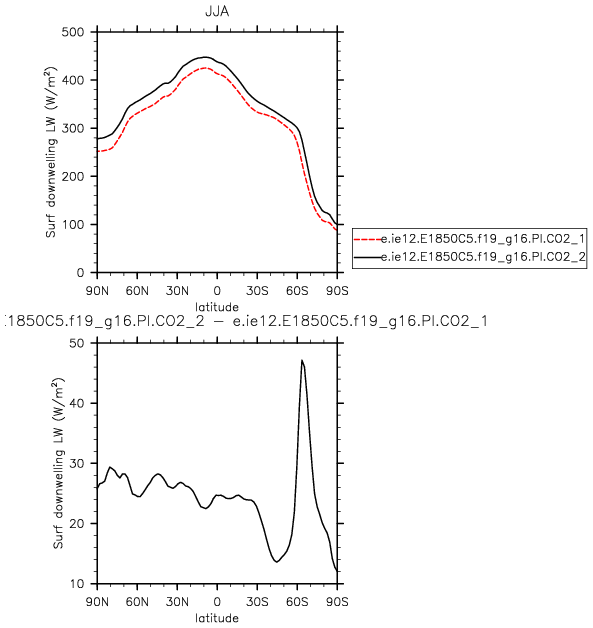 JJA
500
400
300
200
100
0
Surf downwelling LW (W/m²)
90N 60N 30N 0 30S 60S 90S
latitude
e.ie12.E1850C5.f19_g16.PI.CO2_1
e.ie12.E1850C5.f19_g16.PI.CO2_2
:1850C5.f19_g16.PI.CO2_2 − e.ie12.E1850C5.f19_g16.PI.CO2_1
50
40
30
20
10
Surf downwelling LW (W/m²)
90N 60N 30N 0 30S 60S 90S
latitude